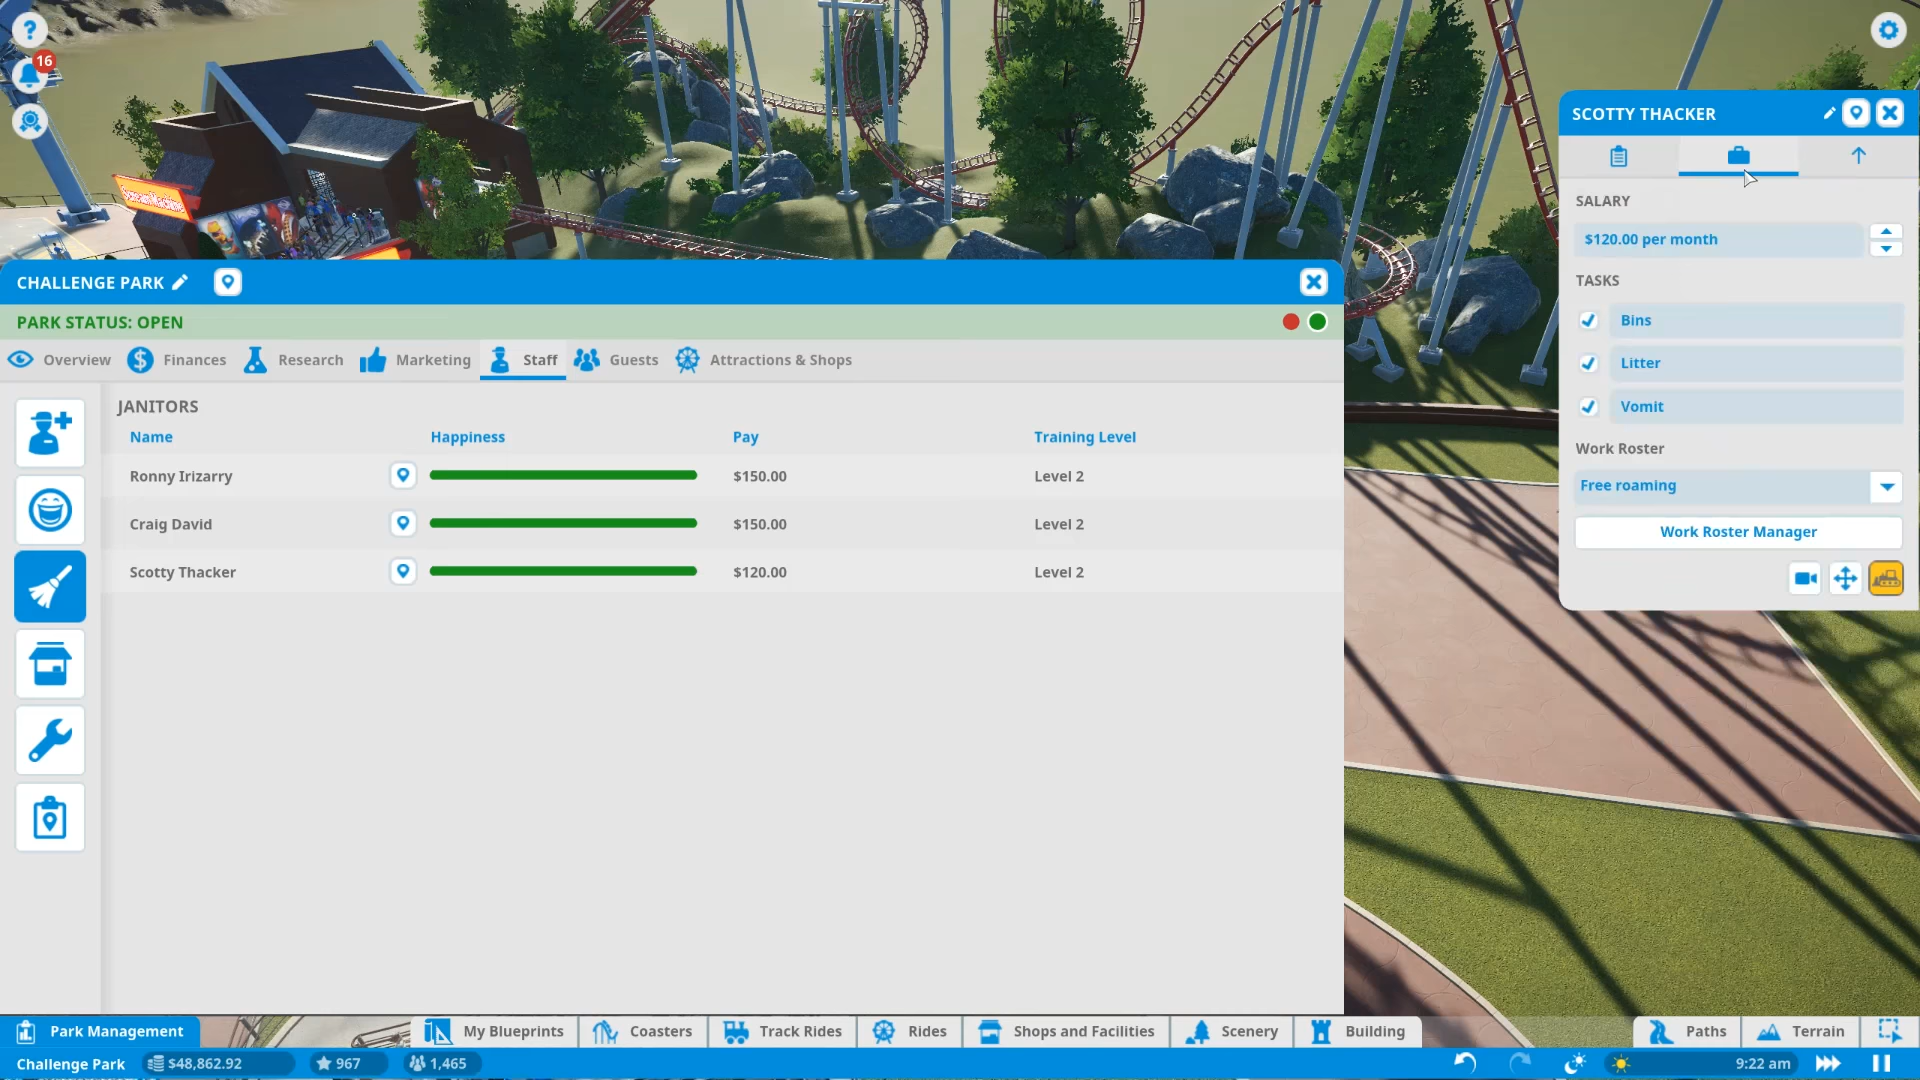 ?
16
ScreamMachine
SCOTTY THACKER
SALARY
$120.00 per month
TASKS
Bins
Litter
Vomit
Work Roster
Free roaming
Work Roster Manager
CHALLENGE PARK
PARK STATUS: OPEN
Overview
Finances
Research
Marketing
Staff
Guests
Attractions & Shops
JANITORS
Name Happiness Pay Training Level
Ronny Irizarry $150.00 Level 2
Craig David $150.00 Level 2
Scotty Thacker $120.00 Level 2
Park Management
My Blueprints
Coasters
Track Rides
Rides
Shops and Facilities
Scenery
Building
Paths
Terrain
Challenge Park
$48,862.92
967
1,465
9:22 am